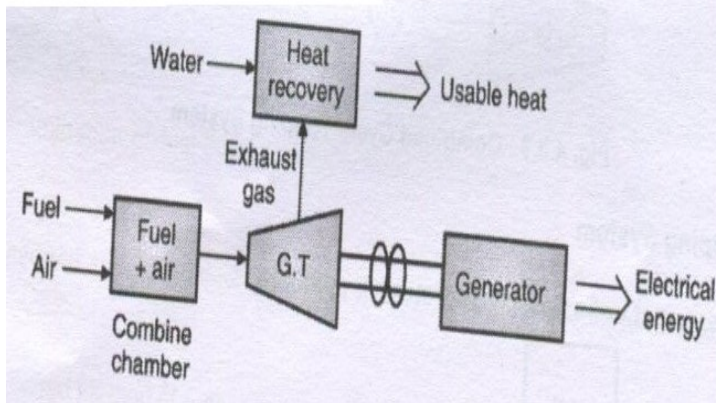 Water
Heat
recovery
Usable heat
Exhaust
gas
Fuel
Air
Fuel
+ air
G.T
Generator
Electrical
energy
Combine
chamber